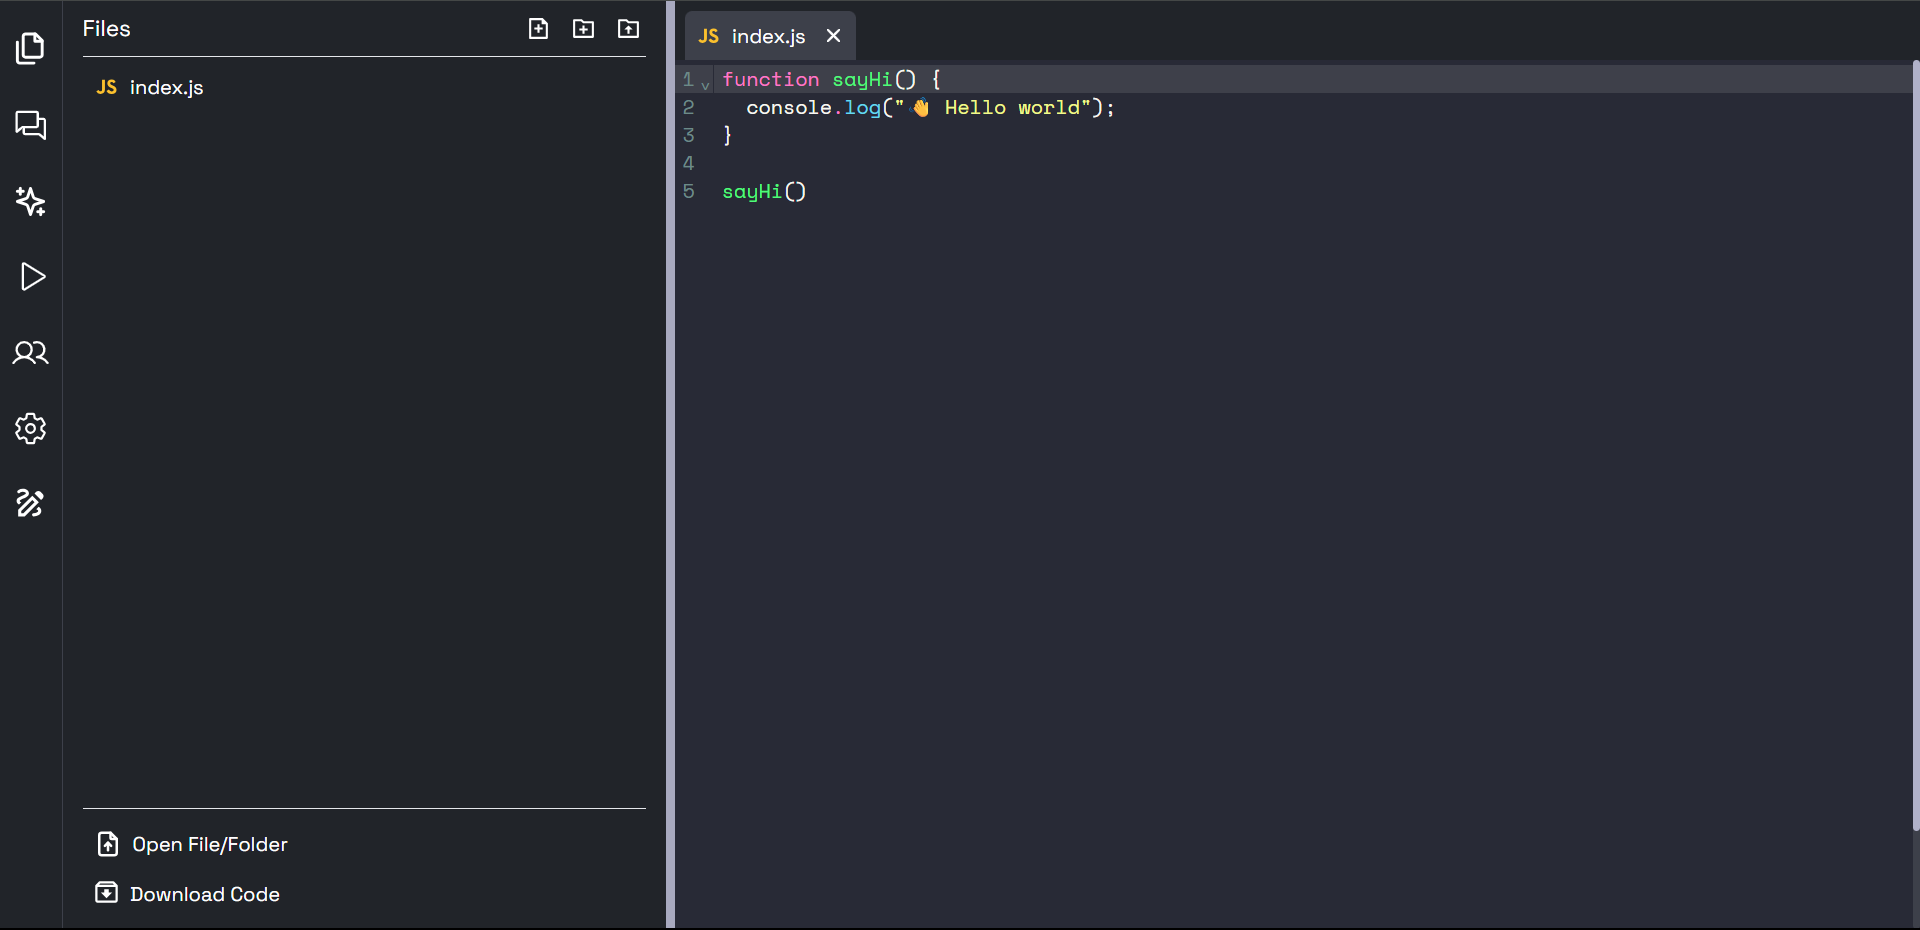 Files
JS index.js
Open File/Folder
Download Code
JS index.js
1 function sayHi() {
2   console.log("👋 Hello world");
3 }
4
5 sayHi()